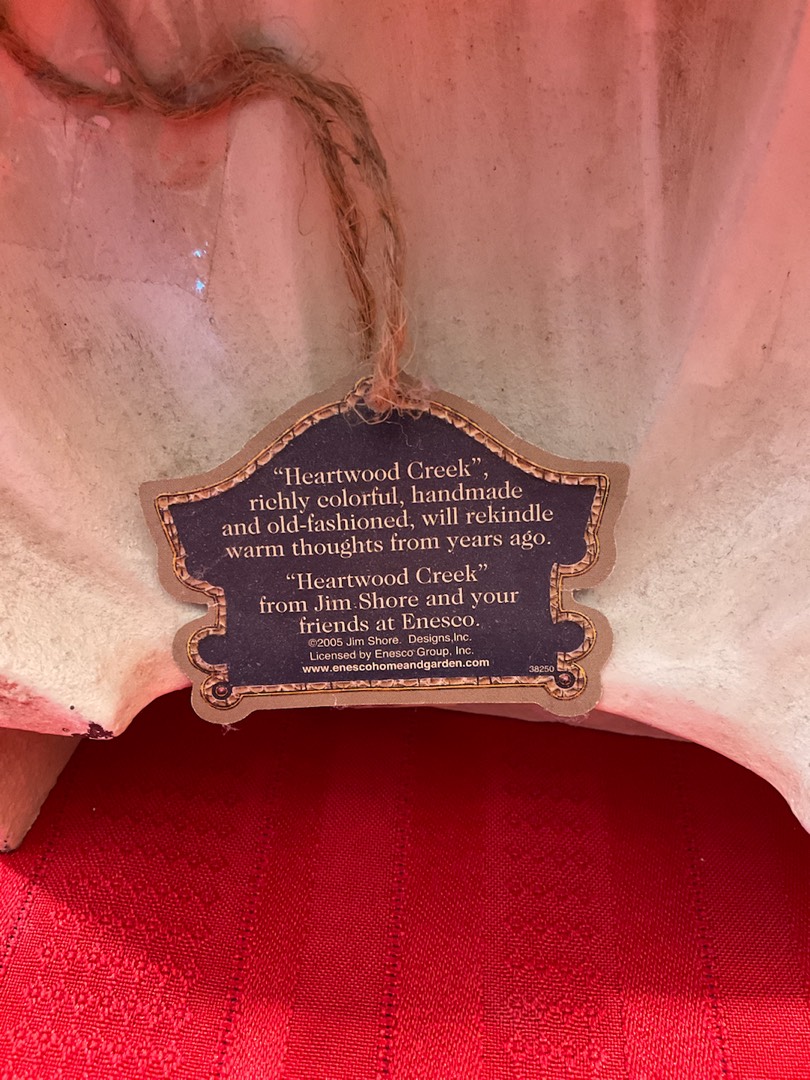 “Heartwood Creek”,
richly colorful, handmade
and old-fashioned, will rekindle
warm thoughts from years ago.
“Heartwood Creek”
from Jim Shore and your
friends at Enesco.
©2005 Jim Shore. Designs,Inc.
Licensed by Enesco Group, Inc.
www.enescohomeandgarden.com
38250